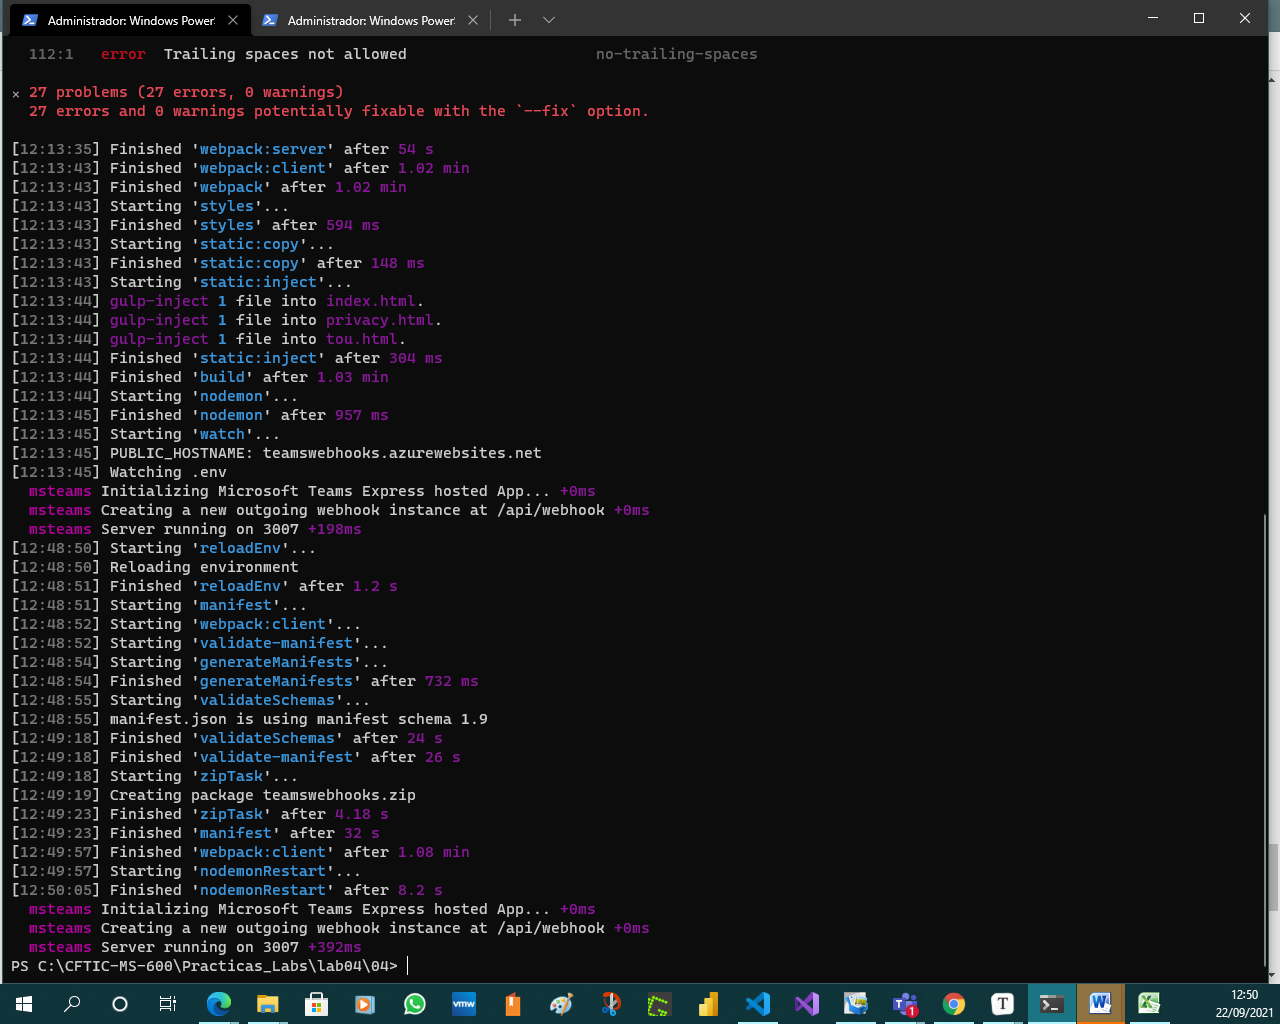 Administrador: Windows PowerS
Administrador: Windows PowerS
112:1 error Trailing spaces not allowed no-trailing-spaces
× 27 problems (27 errors, 0 warnings)
27 errors and 0 warnings potentially fixable with the `--fix` option.
[12:13:35] Finished 'webpack:server' after 54 s
[12:13:43] Finished 'webpack:client' after 1.02 min
[12:13:43] Finished 'webpack' after 1.02 min
[12:13:43] Starting 'styles'...
[12:13:43] Finished 'styles' after 594 ms
[12:13:43] Starting 'static:copy'...
[12:13:43] Finished 'static:copy' after 148 ms
[12:13:43] Starting 'static:inject'...
[12:13:44] gulp-inject 1 file into index.html.
[12:13:44] gulp-inject 1 file into privacy.html.
[12:13:44] gulp-inject 1 file into tou.html.
[12:13:44] Finished 'static:inject' after 304 ms
[12:13:44] Finished 'build' after 1.03 min
[12:13:44] Starting 'nodemon'...
[12:13:45] Finished 'nodemon' after 957 ms
[12:13:45] Starting 'watch'...
[12:13:45] PUBLIC_HOSTNAME: teamswebhooks.azurewebsites.net
[12:13:45] Watching .env
msteams Initializing Microsoft Teams Express hosted App... +0ms
msteams Creating a new outgoing webhook instance at /api/webhook +0ms
msteams Server running on 3007 +198ms
[12:48:50] Starting 'reloadEnv'...
[12:48:50] Reloading environment
[12:48:51] Finished 'reloadEnv' after 1.2 s
[12:48:51] Starting 'manifest'...
[12:48:52] Starting 'webpack:client'...
[12:48:52] Starting 'validate-manifest'...
[12:48:54] Starting 'generateManifests'...
[12:48:54] Finished 'generateManifests' after 732 ms
[12:48:55] Starting 'validateSchemas'...
[12:48:55] manifest.json is using manifest schema 1.9
[12:49:18] Finished 'validateSchemas' after 24 s
[12:49:18] Finished 'validate-manifest' after 26 s
[12:49:18] Starting 'zipTask'...
[12:49:19] Creating package teamswebhooks.zip
[12:49:23] Finished 'zipTask' after 4.18 s
[12:49:23] Finished 'manifest' after 32 s
[12:49:57] Finished 'webpack:client' after 1.08 min
[12:49:57] Starting 'nodemonRestart'...
[12:50:05] Finished 'nodemonRestart' after 8.2 s
msteams Initializing Microsoft Teams Express hosted App... +0ms
msteams Creating a new outgoing webhook instance at /api/webhook +0ms
msteams Server running on 3007 +392ms
PS C:\CFTIC-MS-600\Practicas_Labs\lab04\04>
vmw
T
1
12:50
22/09/2021